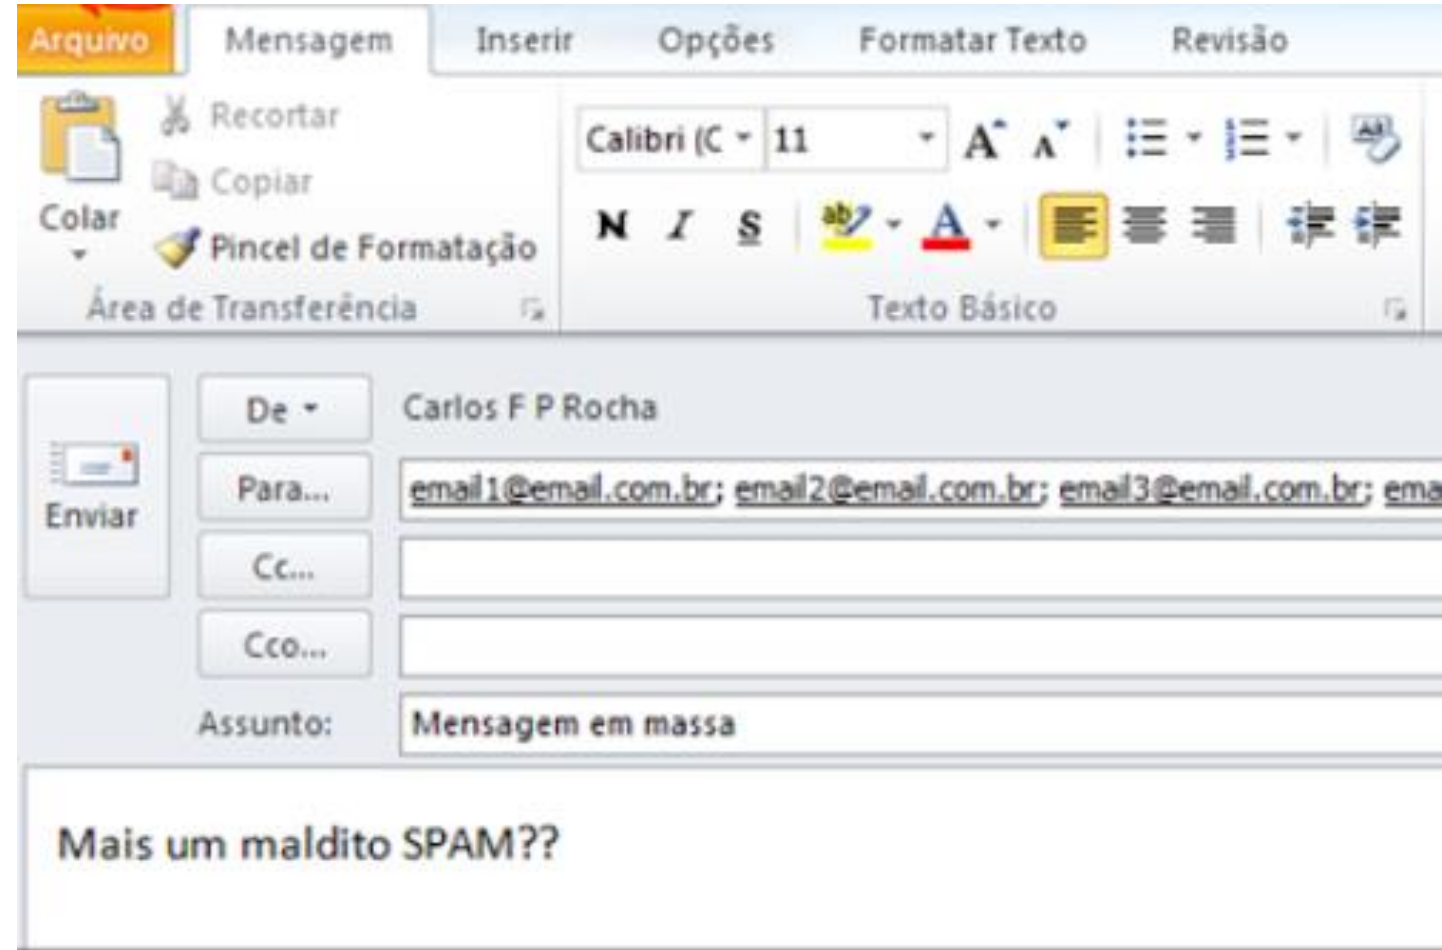 Arquivo Mensagem Inserir Opções Formatar Texto Revisão
Recortar
Copiar
Colar
Pincel de Formatação
Área de Transferência
Calibri (C 11 A A
N I S ab A
Texto Básico
De Carlos F P Rocha
Enviar
Para... email1@email.com.br; email2@email.com.br; email3@email.com.br; ema
Cc...
Cco...
Assunto: Mensagem em massa
Mais um maldito SPAM??